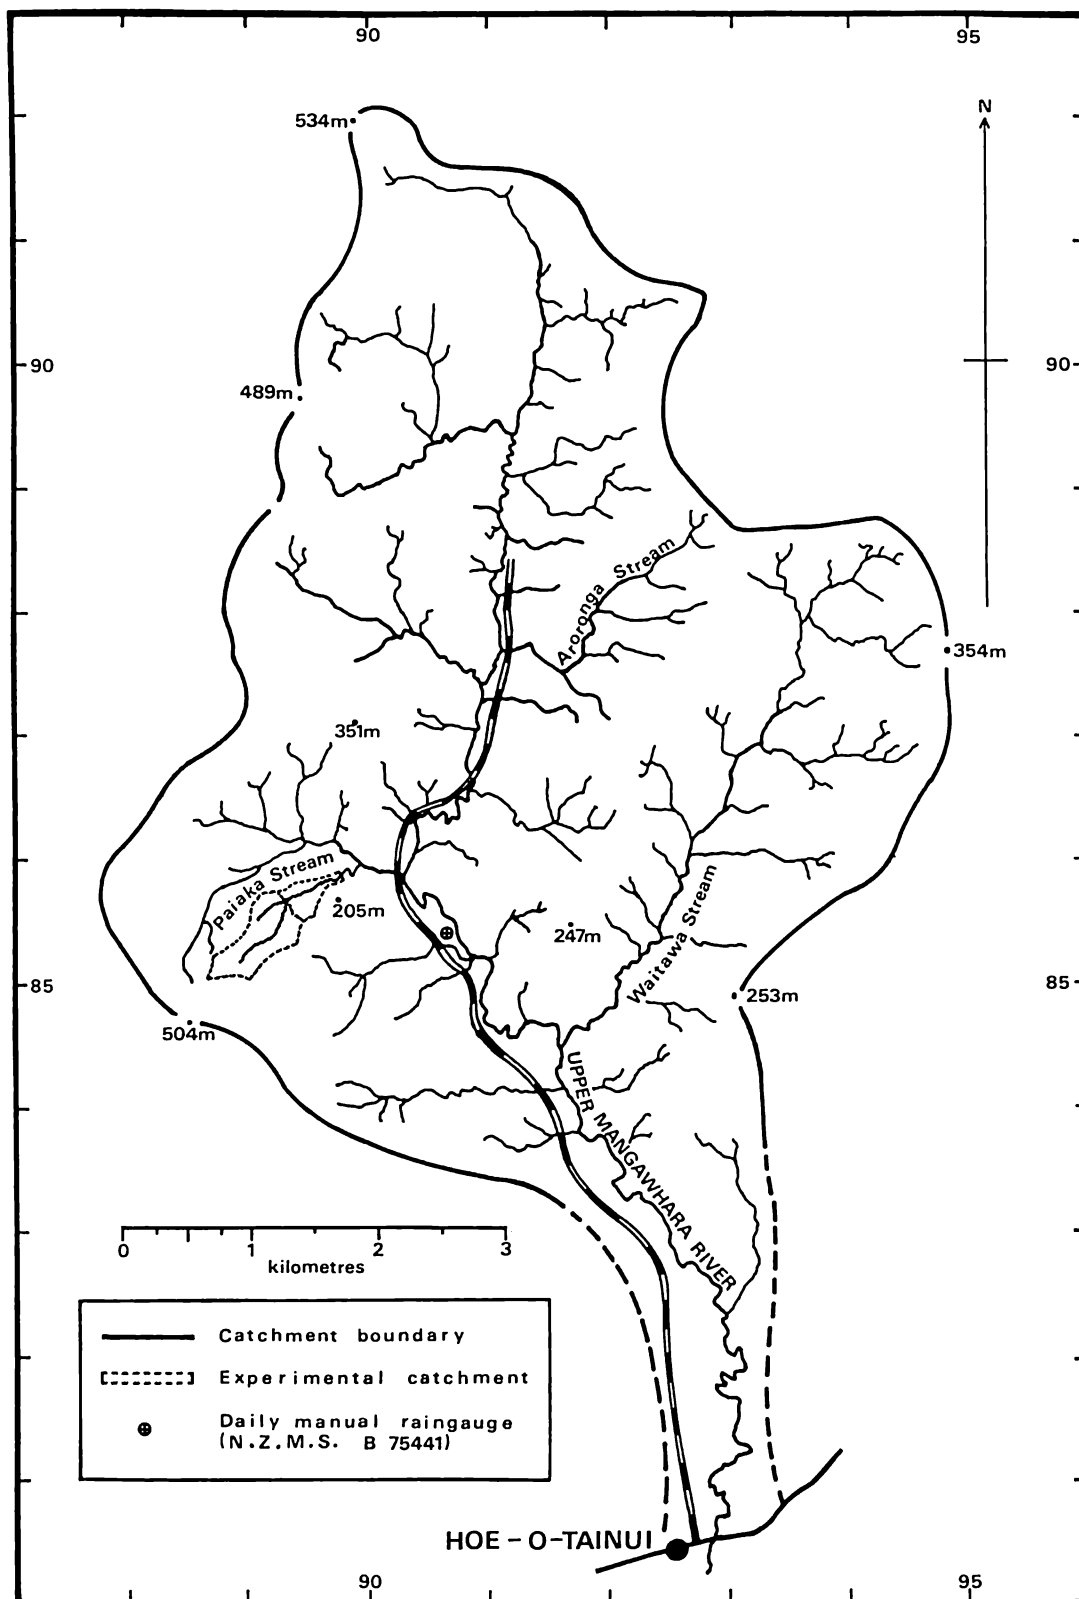 90
95
534m
N
90
90
489m
Aroronga Stream
354m
351m
Paiaka Stream
205m
247m
Waitawa Stream
85
85
253m
504m
UPPER MANGAWHARA RIVER
0 1 2 3
kilometres
Catchment boundary
Experimental catchment
Daily manual raingauge
(N.Z.M.S. B 75441)
HOE-O-TAINUI
90
95